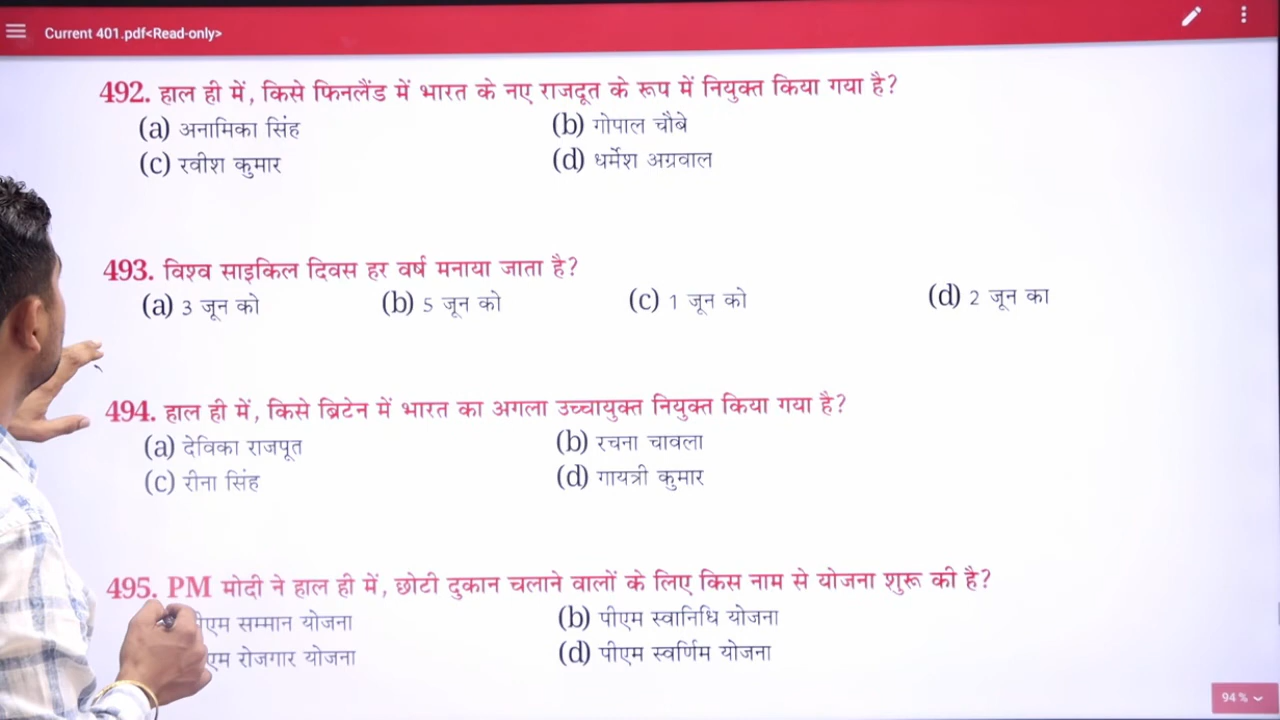 Current 401.pdf<Read-only>
492. हाल ही में, किसे फिनलैंड में भारत के नए राजदूत के रूप में नियुक्त किया गया है?
(a) अनामिका सिंह (b) गोपाल चौबे
(c) रवीश कुमार (d) धर्मेश अग्रवाल
493. विश्व साइकिल दिवस हर वर्ष मनाया जाता है?
(a) 3 जून को (b) 5 जून को (c) 1 जून को (d) 2 जून का
494. हाल ही में, किसे ब्रिटेन में भारत का अगला उच्चायुक्त नियुक्त किया गया है?
(a) देविका राजपूत (b) रचना चावला
(c) रीना सिंह (d) गायत्री कुमार
495. PM मोदी ने हाल ही में, छोटी दुकान चलाने वालों के लिए किस नाम से योजना शुरू की है?
सम्मान योजना (b) पीएम स्वानिधि योजना
रोजगार योजना (d) पीएम स्वर्णिम योजना
94%